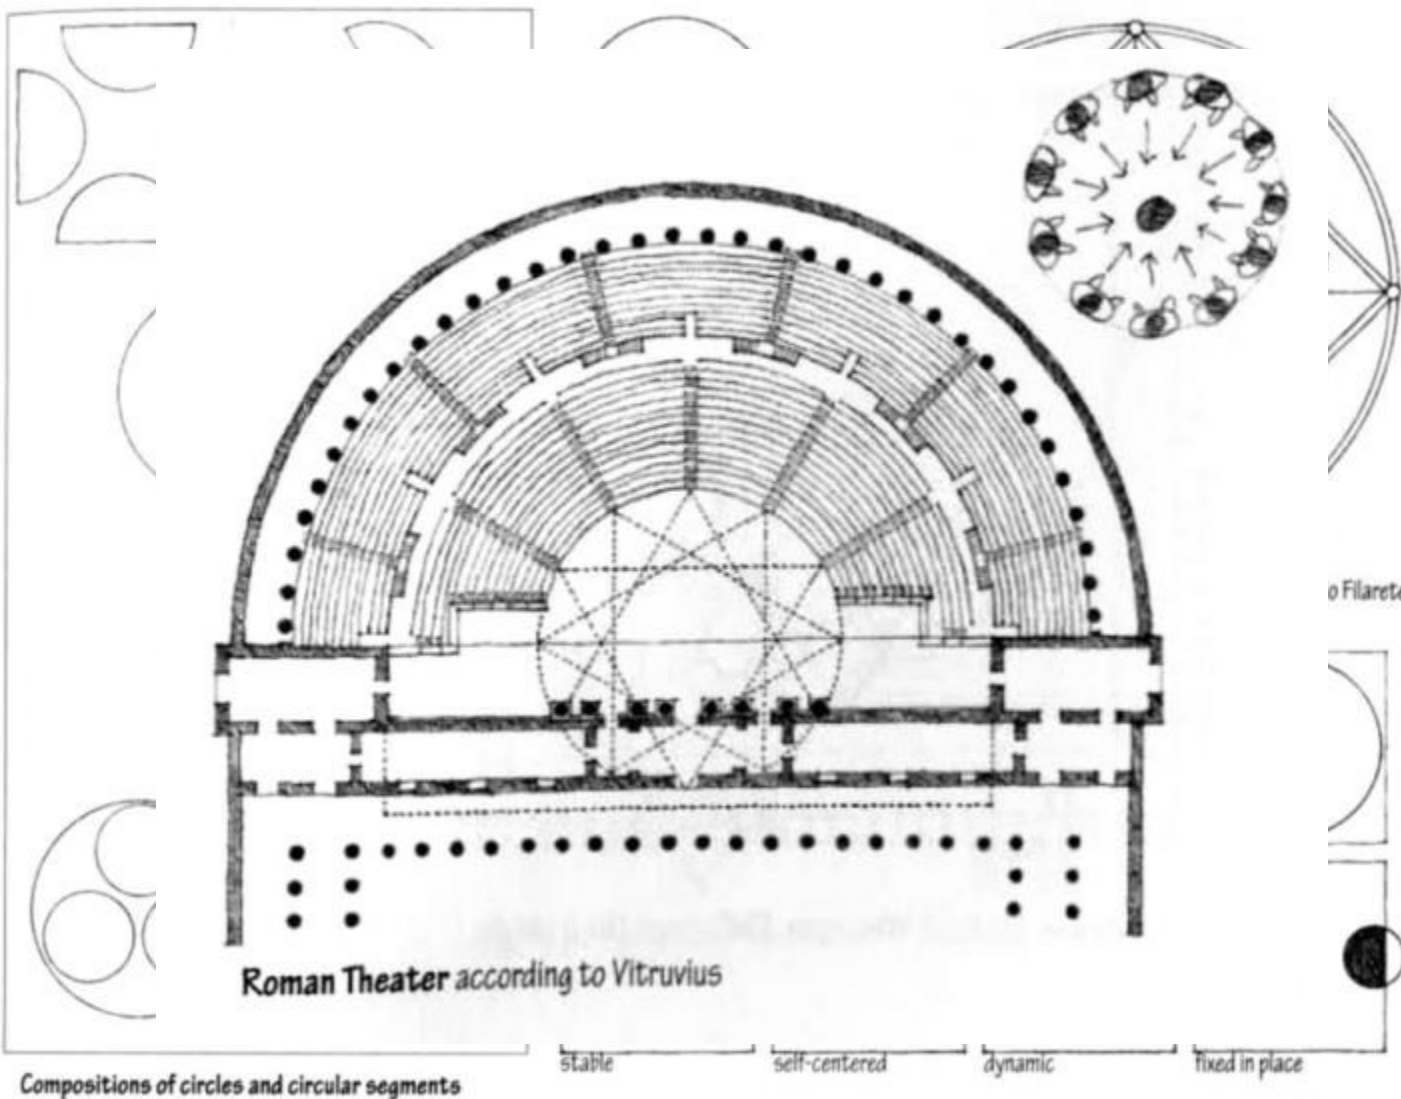 o Filarete
Roman Theater according to Vitruvius
stable
self-centered
dynamic
fixed in place
Compositions of circles and circular segments